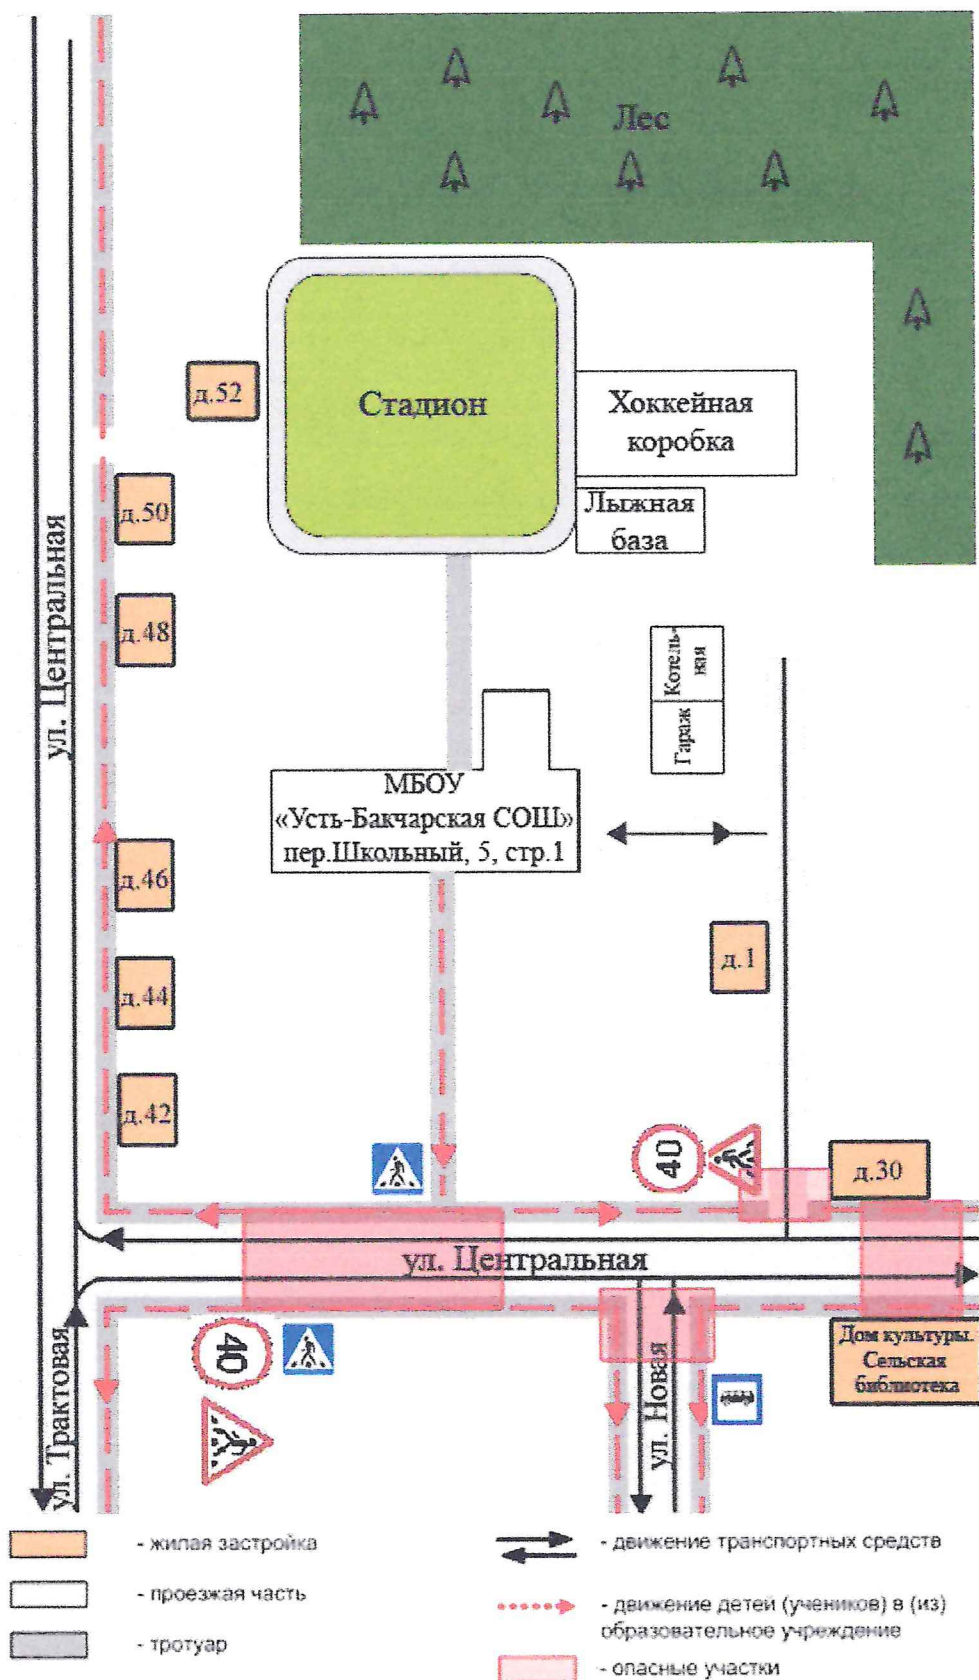 Лес
д.52
Стадион
Хоккейная
коробка
Лыжная
база
д.50
д.48
ул. Центральная
Котель-
ная
Гараж
МБОУ
«Усть-Бакчарская СОШ»
пер.Школьный, 5, стр.1
д.46
д.44
д.42
д.1
40
д.30
ул. Центральная
40
ул. Трактовая
ул. Новая
Дом культуры.
Сельская
библиотека
- жилая застройка
- проезжая часть
- тротуар
- движение транспортных средств
- движение детей (учеников) в (из)
образовательное учреждение
- опасные участки